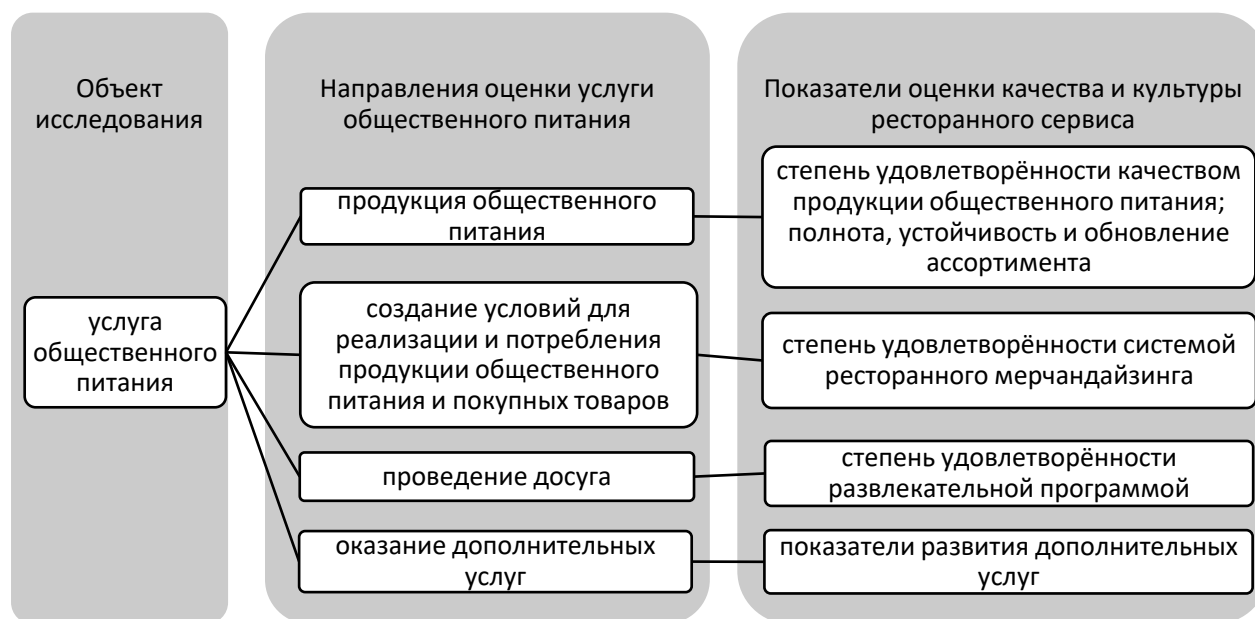 Объект
исследования
Направления оценки услуги
общественного питания
Показатели оценки качества и культуры
ресторанного сервиса
услуга
общественного
питания
продукция общественного
питания
создание условий для
реализации и потребления
продукции общественного
питания и покупных товаров
проведение досуга
оказание дополнительных
услуг
степень удовлетворённости качеством
продукции общественного питания;
полнота, устойчивость и обновление
ассортимента
степень удовлетворённости системой
ресторанного мерчандайзинга
степень удовлетворённости
развлекательной программой
показатели развития дополнительных
услуг